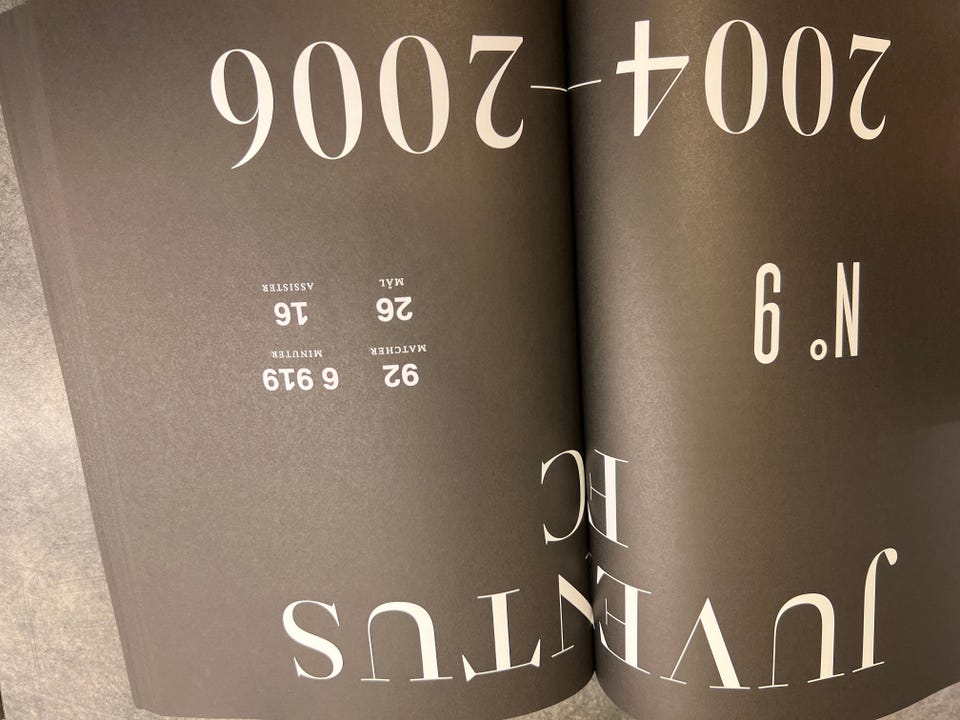 JUVENTUS
FC
N° 9
92 6 919
MATCHER MINUTER
26 16
MÅL ASSISTER
2004–2006